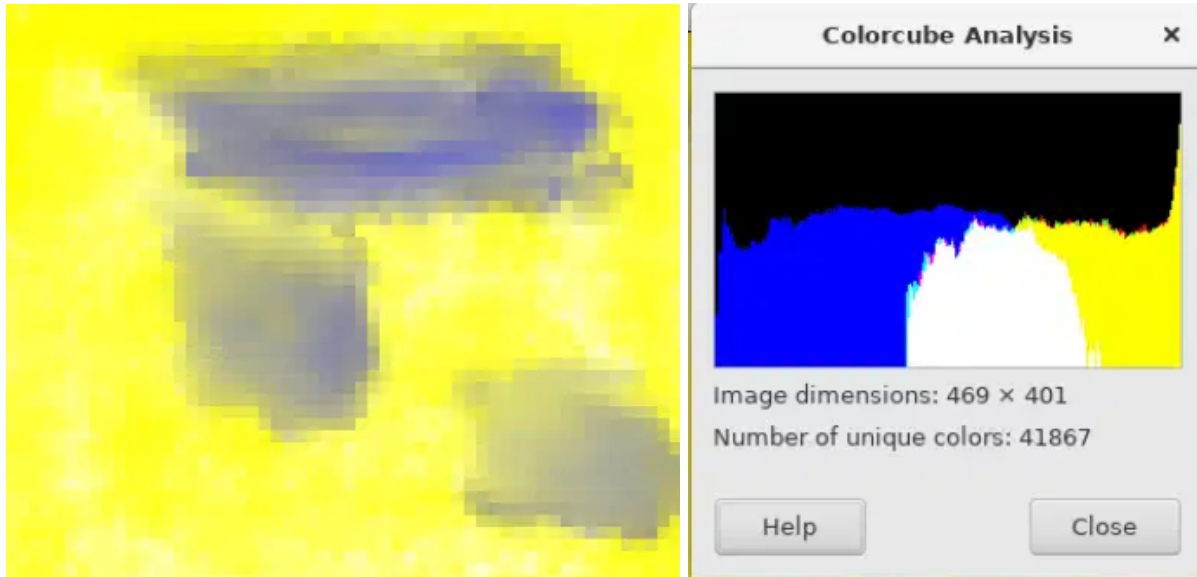 Colorcube Analysis ×
Image dimensions: 469 × 401
Number of unique colors: 41867
Help Close